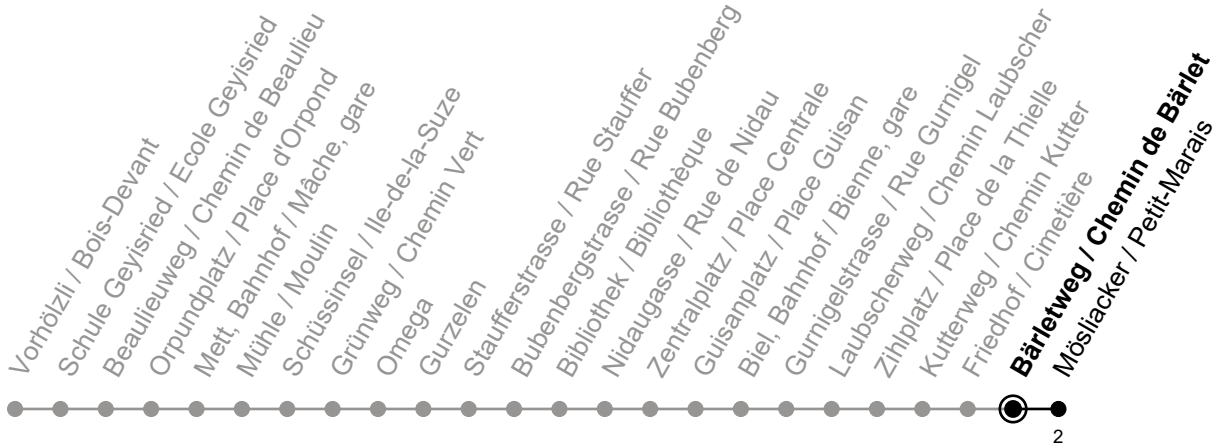 Vorhölzli / Bois-Devant
Schule Geyisried / Ecole Geyisried
Beaulieuweg / Chemin de Beaulieu
Orpundplatz / Place d'Orpond
Mett, Bahnhof / Mâche, gare
Mühle / Moulin
Schüssinsel / Ile-de-la-Suze
Grünweg / Chemin Vert
Omega
Gurzelen
Staufferstrasse / Rue Stauffer
Bubenbergstrasse / Rue Bubenberg
Bibliothek / Bibliothèque
Nidaugasse / Rue de Nidau
Zentralplatz / Place Centrale
Guisanplatz / Place Guisan
Biel, Bahnhof / Bienne, gare
Gurnigelstrasse / Rue Gurnigel
Laubscherweg / Chemin Laubscher
Zihlplatz / Place de la Thielle
Kutterweg / Chemin Kutter
Friedhof / Cimetière
Bärletweg / Chemin de Bärlet
Mösliacker / Petit-Marais
2